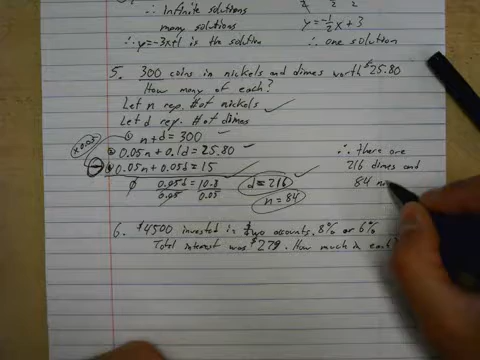 ∴ Infinite solutions
many solutions
∴ y=-3x+1 is the solution
2 2
y=-1/2x+3
∴ one solution
5. 300 coins in nickels and dimes worth $25.80
How many of each?
Let n rep. # of nickels ✓
Let d rep. # of dimes
x0.05
① n+d=300 ✓
② 0.05n+0.1d=25.80 ✓
0.05n+0.05d=15
0.05d = 10.8
0.05 0.05
d=216 ✓
n=84
∴ there are
216 dimes and
84 n
6. $4500 invested in two accounts, 8% or 6%
Total interest was $279. How much in each?